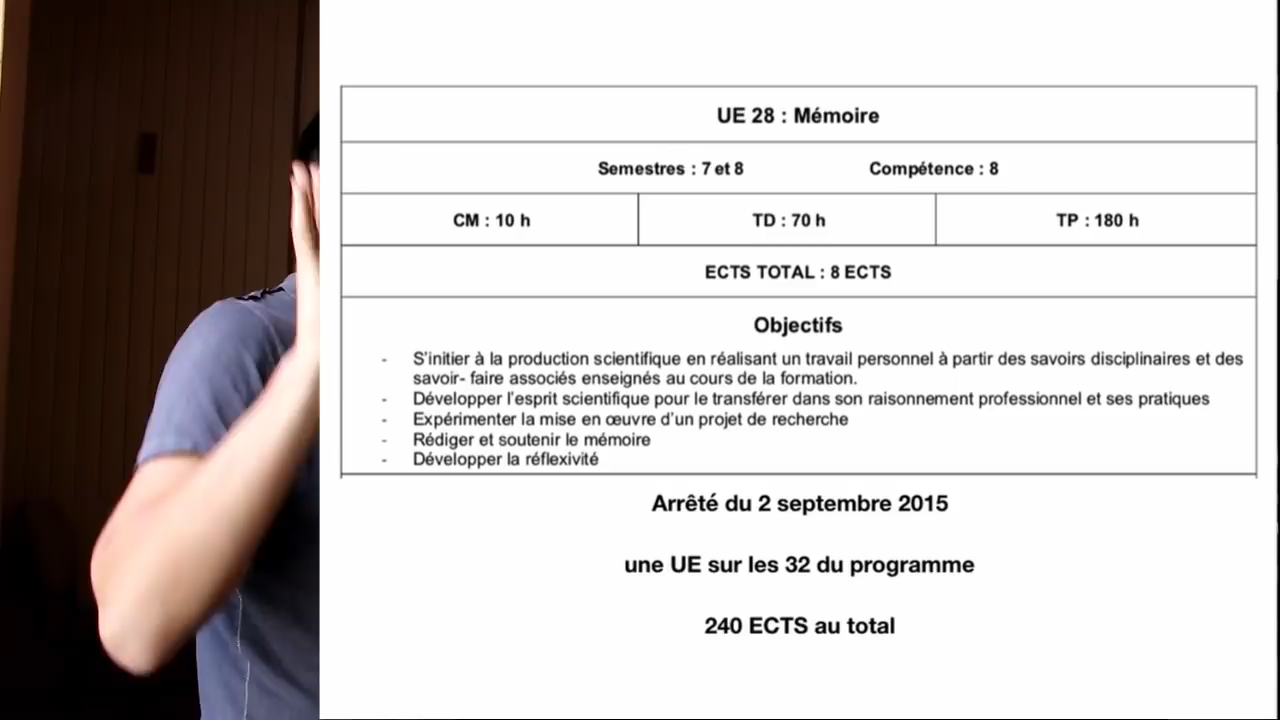 UE 28 : Mémoire
Semestres : 7 et 8 Compétence : 8
CM : 10 h TD : 70 h TP : 180 h
ECTS TOTAL : 8 ECTS
Objectifs
- S'initier à la production scientifique en réalisant un travail personnel à partir des savoirs disciplinaires et des
savoir- faire associés enseignés au cours de la formation.
- Développer l'esprit scientifique pour le transférer dans son raisonnement professionnel et ses pratiques
- Expérimenter la mise en œuvre d'un projet de recherche
- Rédiger et soutenir le mémoire
- Développer la réflexivité
Arrêté du 2 septembre 2015
une UE sur les 32 du programme
240 ECTS au total